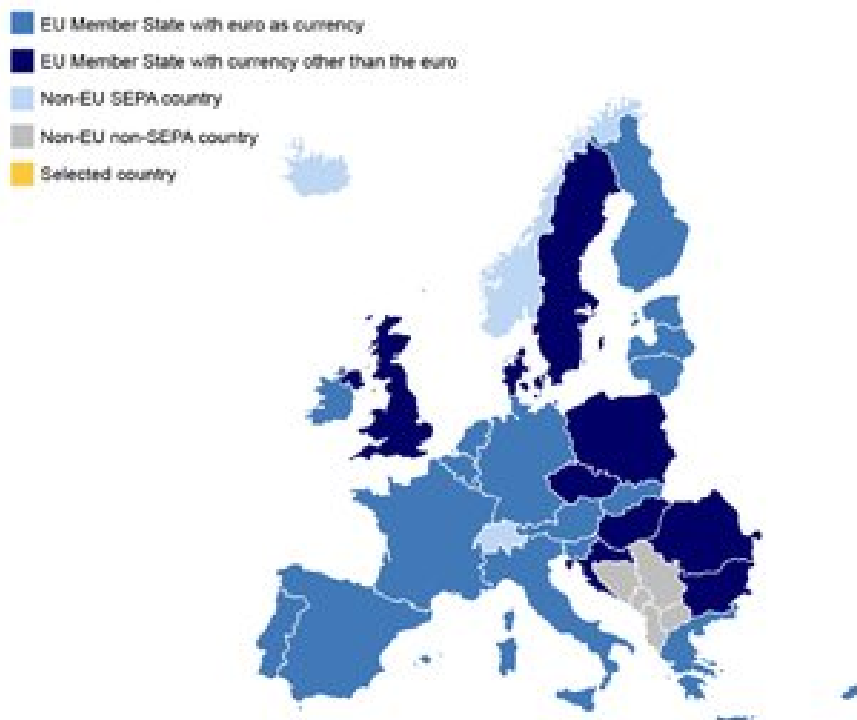 EU Member State with euro as currency
EU Member State with currency other than the euro
Non-EU SEPA country
Non-EU non-SEPA country
Selected country